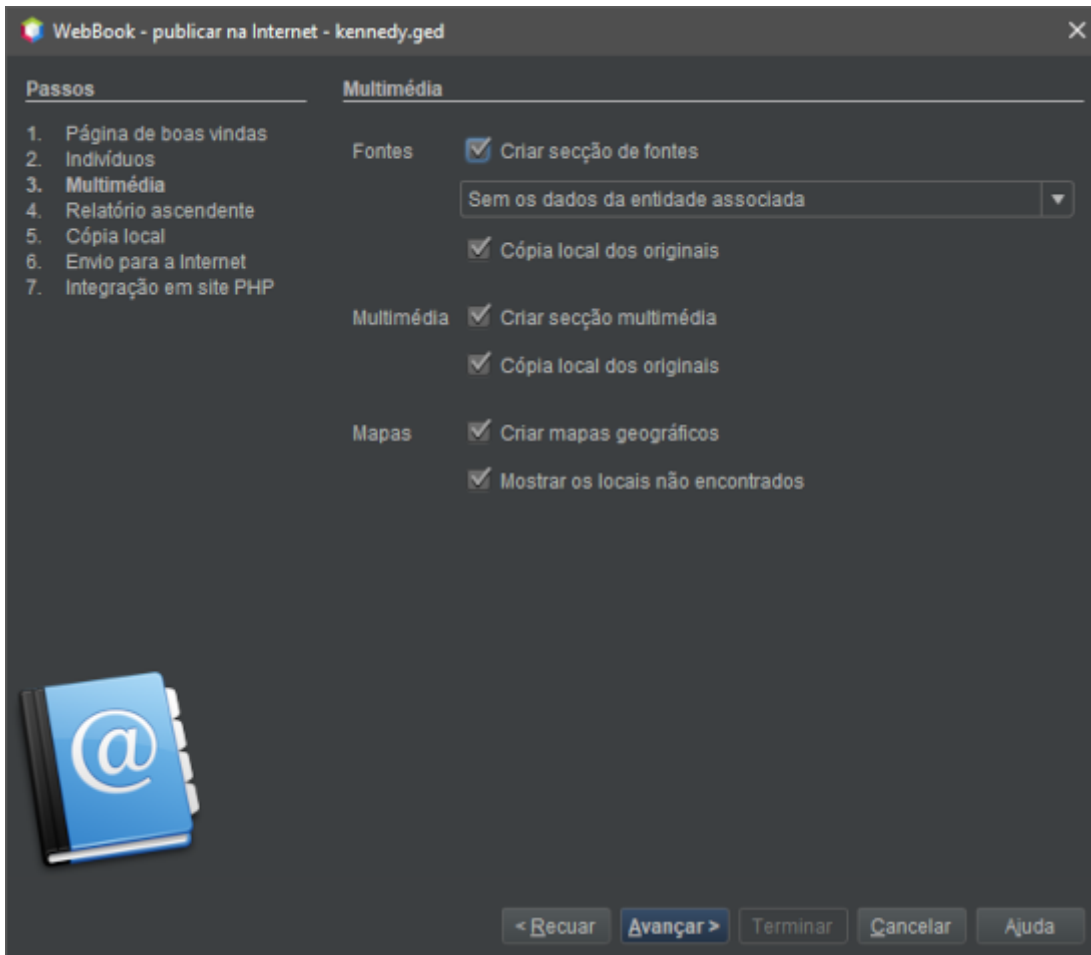 WebBook - publicar na Internet - kennedy.ged
Passos
1. Página de boas vindas
2. Indivíduos
3. Multimédia
4. Relatório ascendente
5. Cópia local
6. Envio para a Internet
7. Integração em site PHP
Multimédia
Fontes Criar secção de fontes
Sem os dados da entidade associada
Cópia local dos originais
Multimédia Criar secção multimédia
Cópia local dos originais
Mapas Criar mapas geográficos
Mostrar os locais não encontrados
@
< Recuar Avançar > Terminar Cancelar Ajuda